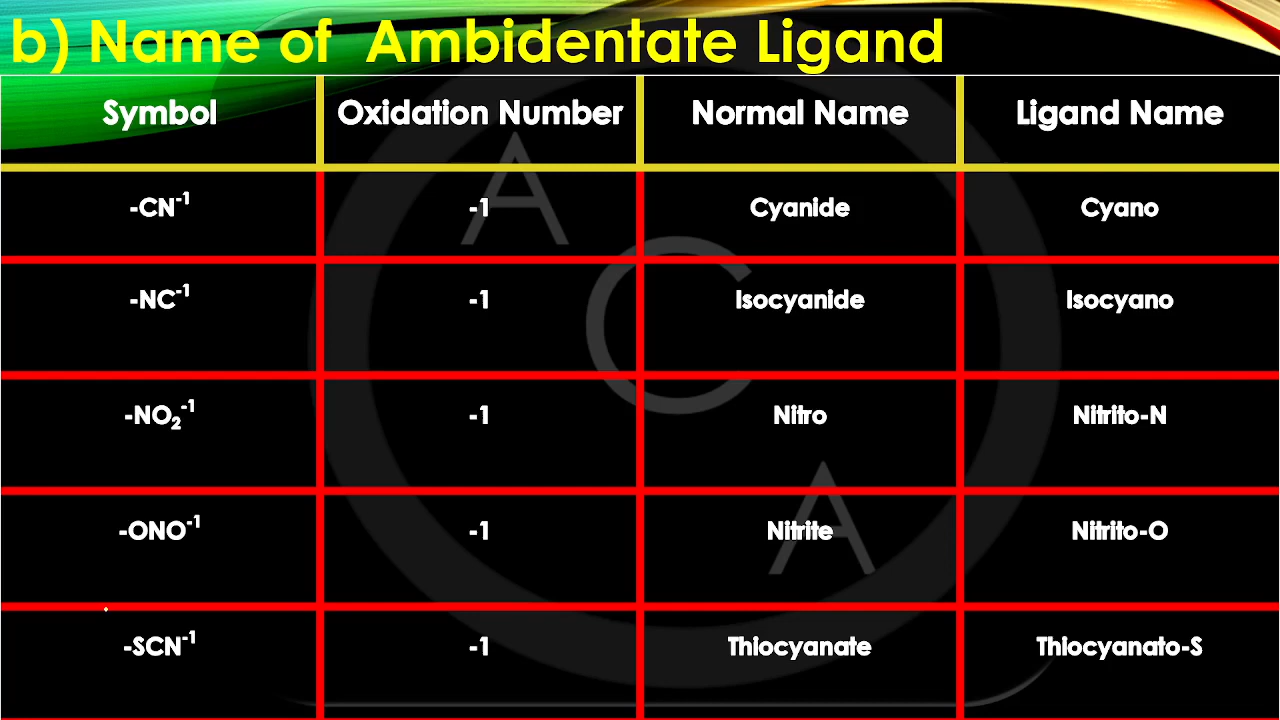 b) Name of Ambidentate Ligand
Symbol Oxidation Number Normal Name Ligand Name
-CN⁻¹ -1 Cyanide Cyano
-NC⁻¹ -1 Isocyanide Isocyano
-NO₂⁻¹ -1 Nitro Nitrito-N
-ONO⁻¹ -1 Nitrite Nitrito-O
-SCN⁻¹ -1 Thiocyanate Thiocyanato-S
A
C
A